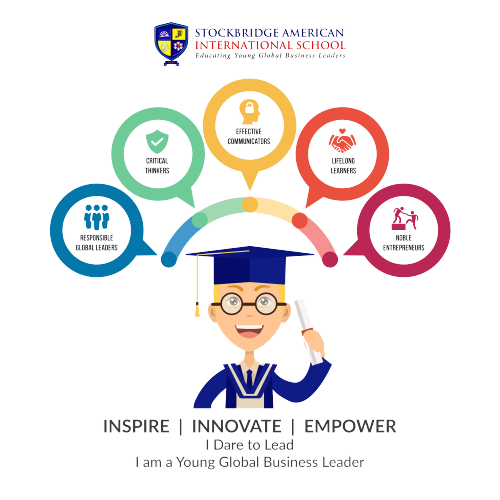 STOCKBRIDGE AMERICAN
INTERNATIONAL SCHOOL
Educating Young Global Business Leaders
EFFECTIVE
COMMUNICATORS
CRITICAL
THINKERS
LIFELONG
LEARNERS
RESPONSIBLE
GLOBAL LEADERS
NOBLE
ENTREPRENEURS
INSPIRE | INNOVATE | EMPOWER
I Dare to Lead
I am a Young Global Business Leader